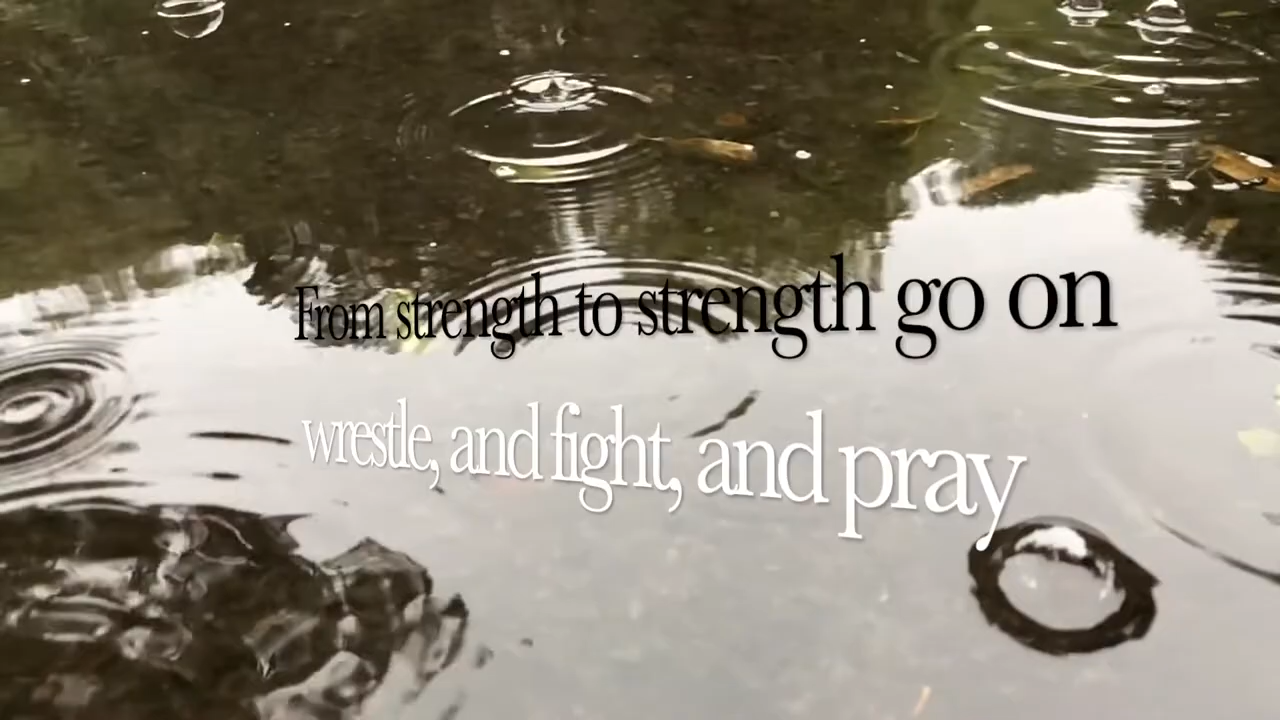 From strength to strength go on
wrestle, and fight, and pray